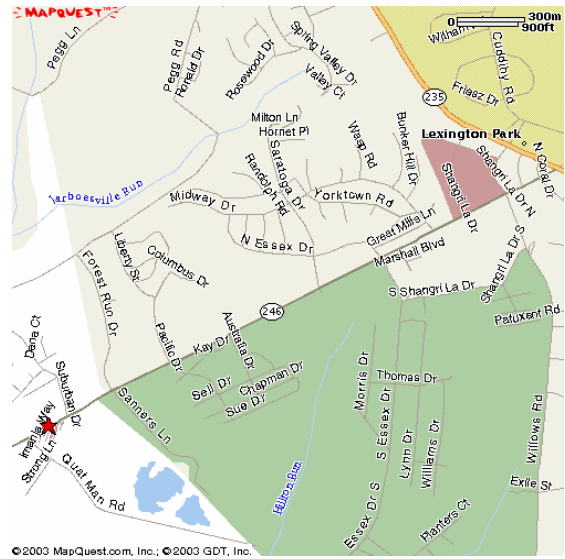 MAPQUEST™
0 300m
900ft
Pegg Ln
Pegg Rd
Ronald Dr
Rosewood Dr
Spring Valley Dr
Valley Ct
Cuddihy Rd
Friasz Dr
235
Milton Ln
Hornet Pl
Saratoga Dr
Randolph Rd
Wasp Rd
Bunker Hill Dr
Lexington Park
N Coral Dr
Shangri La Dr N
Shangri La Dr
Jarboesville Run
Midway Dr
Yorktown Rd
Great Mills Ln
N Essex Dr
Marshall Blvd
Shangri La Dr S
S Shangri La Dr
Liberty St
Columbus Dr
Forest Run Dr
Pacific Dr
246
Kay Dr
Australia Dr
Patuxent Rd
Dana Ct
Suburban Dr
Sell Dr
Chapman Dr
Sue Dr
Sanners Ln
Morris Dr
Thomas Dr
S Essex Dr
Lynn Dr
Williams Dr
Willows Rd
Imania Way
Strong Ln
Quat Man Rd
Hilton Run
Essex Dr S
Exile St
Planters Ct
©2003 MapQuest.com, Inc.; ©2003 GDT, Inc.